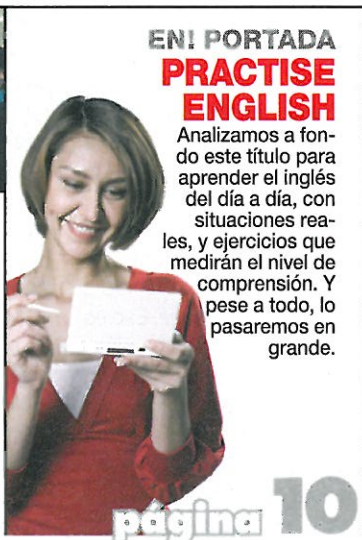 EN! PORTADA
PRACTISE
ENGLISH
Analizamos a fon-
do este título para
aprender el inglés
del día a día, con
situaciones rea-
les, y ejercicios que
medirán el nivel de
comprensión. Y
pese a todo, lo
pasaremos en
grande.
página 10